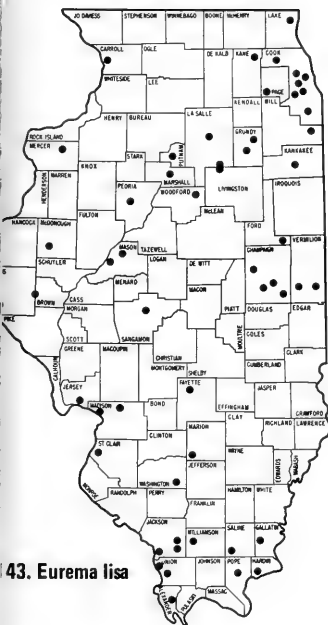 JO DAVIESS STEPHENSON WINNEBAGO BOONE McHENRY LAKE
CARROLL OGLE DE KALB KANE COOK
WHITESIDE LEE DU PAGE
KENDALL WILL
ROCK ISLAND HENRY BUREAU LA SALLE GRUNDY
MERCER PUTNAM KANKAKEE
HENDERSON WARREN KNOX STARK MARSHALL LIVINGSTON
PEORIA WOODFORD IROQUOIS
FULTON McLEAN FORD
HANCOCK McDONOUGH TAZEWELL VERMILION
SCHUYLER MASON LOGAN CHAMPAIGN
MENARD DE WITT
BROWN CASS MACON PIATT
PIKE MORGAN SANGAMON DOUGLAS EDGAR
SCOTT CHRISTIAN MOULTRIE COLES
GREENE MACOUPIN SHELBY CLARK
CALHOUN MONTGOMERY CUMBERLAND
JERSEY FAYETTE EFFINGHAM JASPER
CRAWFORD
MADISON BOND CLAY RICHLAND LAWRENCE
CLINTON MARION
ST CLAIR WAYNE EDWARDS WABASH
WASHINGTON JEFFERSON
MONROE RANDOLPH PERRY HAMILTON WHITE
FRANKLIN
JACKSON WILLIAMSON SALINE GALLATIN
UNION JOHNSON POPE HARDIN
ALEXANDER PULASKI MASSAC
43. Eurema lisa